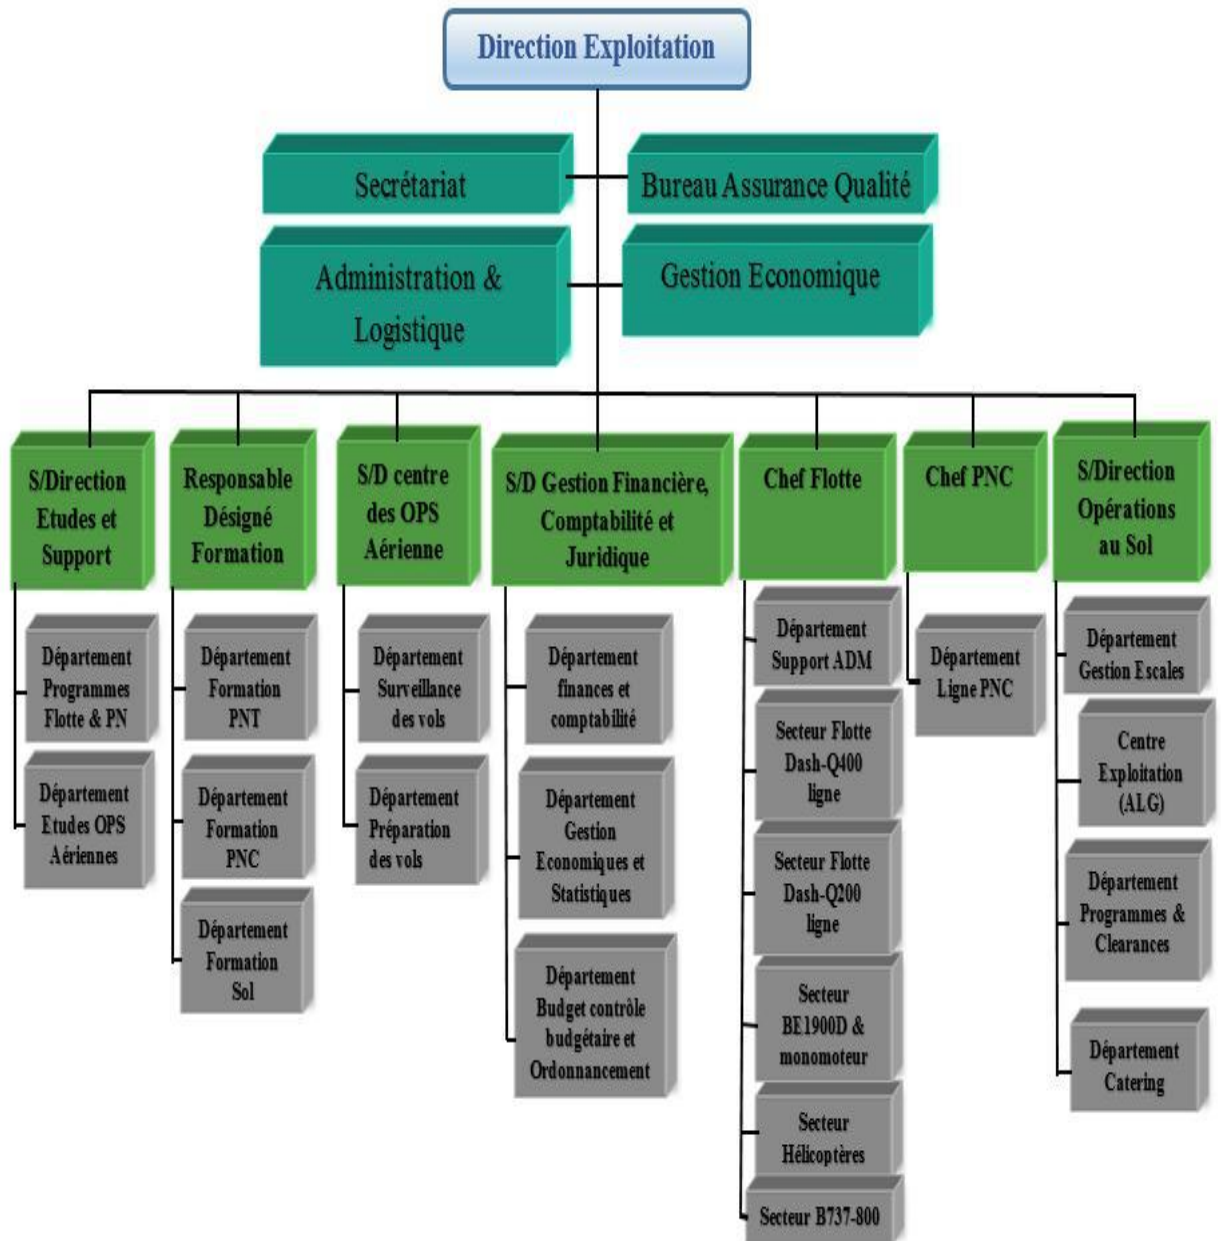 Direction Exploitation
Secrétariat
Bureau Assurance Qualité
Administration &
Logistique
Gestion Economique
S/Direction
Etudes et
Support
Département
Programmes
Flotte & PN
Département
Etudes OPS
Aériennes
Responsable
Désigné
Formation
Département
Formation
PNT
Département
Formation
PNC
Département
Formation
Sol
S/D centre
des OPS
Aérienne
Département
Surveillance
des vols
Département
Préparation
des vols
S/D Gestion Financière,
Comptabilité et
Juridique
Département
finances et
comptabilité
Département
Gestion
Economiques et
Statistiques
Département
Budget contrôle
budgétaire et
Ordonnancement
Chef Flotte
Département
Support ADM
Secteur Flotte
Dash-Q400
ligne
Secteur Flotte
Dash-Q200
ligne
Secteur
BE1900D &
monomoteur
Secteur
Hélicoptères
Secteur B737-800
Chef PNC
Département
Ligne PNC
S/Direction
Opérations
au Sol
Département
Gestion Escales
Centre
Exploitation
(ALG)
Département
Programmes &
Clearances
Département
Catering